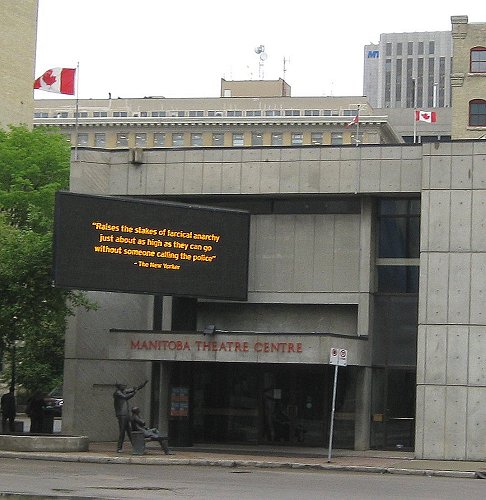 MT
"Raises the stakes of farcical anarchy
just about as high as they can go
without someone calling the police"
- The New Yorker
MANITOBA THEATRE CENTRE